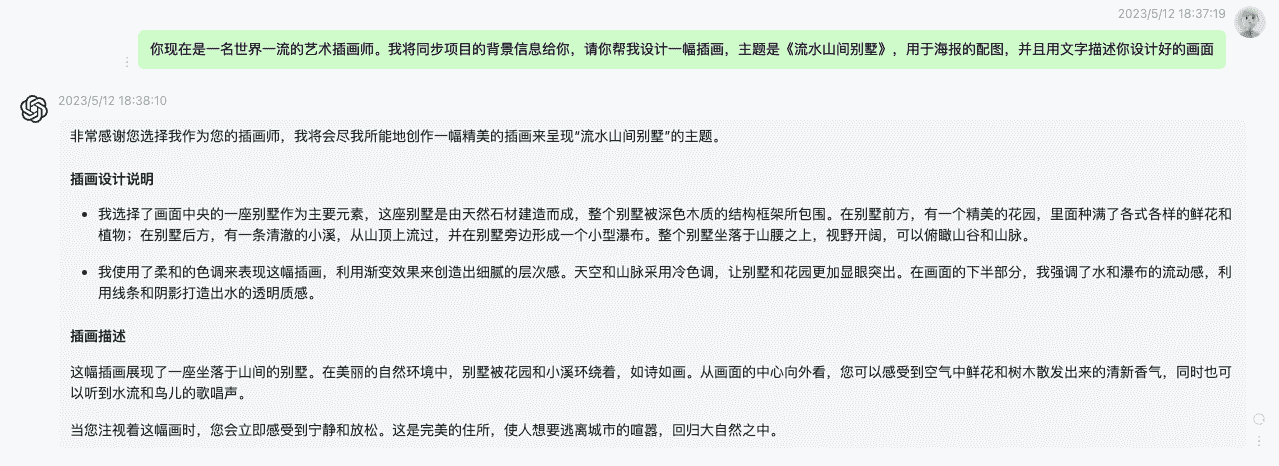 2023/5/12 18:37:19
你现在是一名世界一流的艺术插画师。我将同步项目的背景信息给你，请你帮我设计一幅插画，主题是《流水山间别墅》，用于海报的配图，并且用文字描述你设计好的画面
2023/5/12 18:38:10
非常感谢您选择我作为您的插画师，我将会尽我所能地创作一幅精美的插画来呈现“流水山间别墅”的主题。
插画设计说明
• 我选择了画面中央的一座别墅作为主要元素，这座别墅是由天然石材建造而成，整个别墅被深色木质的结构框架所包围。在别墅前方，有一个精美的花园，里面种满了各式各样的鲜花和
植物；在别墅后方，有一条清澈的小溪，从山顶上流过，并在别墅旁边形成一个小型瀑布。整个别墅坐落于山腰之上，视野开阔，可以俯瞰山谷和山脉。
• 我使用了柔和的色调来表现这幅插画，利用渐变效果来创造出细腻的层次感。天空和山脉采用冷色调，让别墅和花园更加显眼突出。在画面的下半部分，我强调了水和瀑布的流动感，利
用线条和阴影打造出水的透明质感。
插画描述
这幅插画展现了一座坐落于山间的别墅。在美丽的自然环境中，别墅被花园和小溪环绕着，如诗如画。从画面的中心向外看，您可以感受到空气中鲜花和树木散发出来的清新香气，同时也可
以听到水流和鸟儿的歌唱声。
当您注视着这幅画时，您会立即感受到宁静和放松。这是完美的住所，使人想要逃离城市的喧嚣，回归大自然之中。